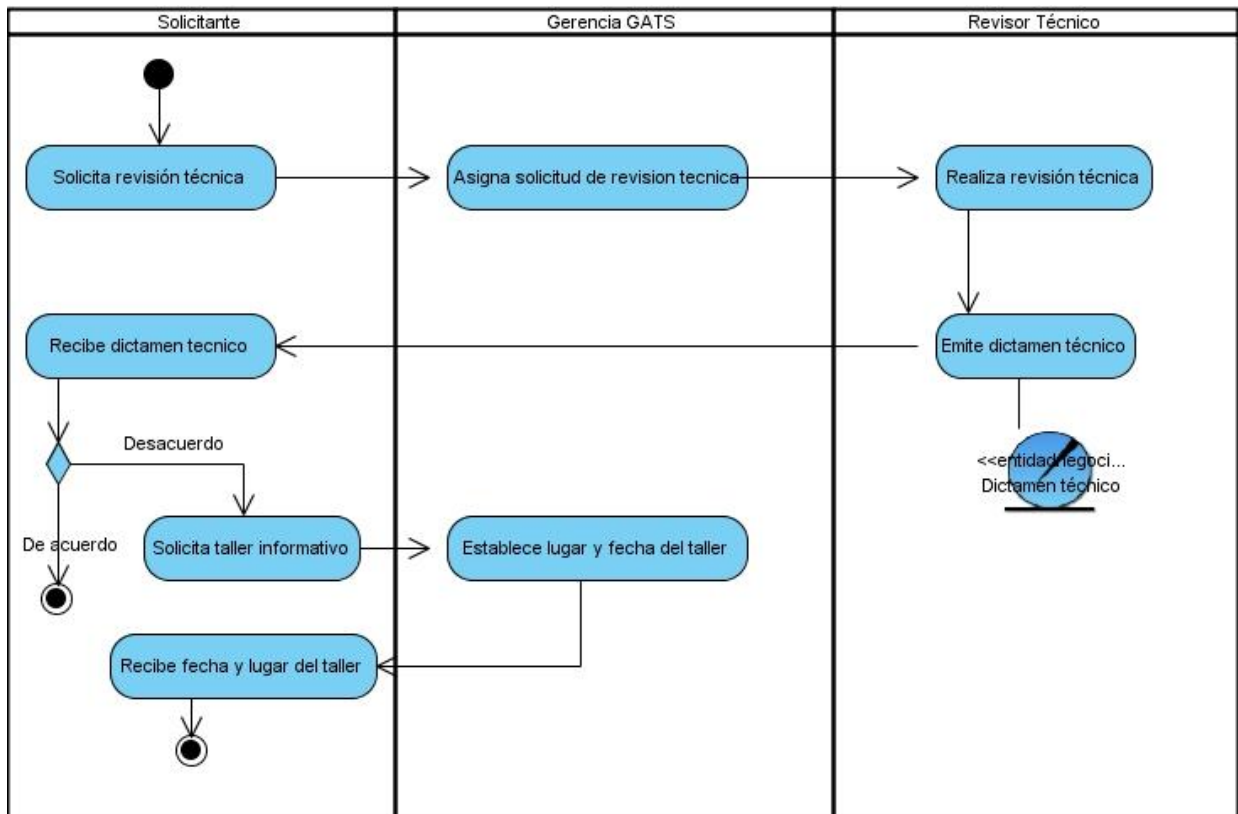 Solicitante
Gerencia GATS
Revisor Técnico
Solicita revisión técnica
Asigna solicitud de revision tecnica
Realiza revisión técnica
Recibe dictamen tecnico
Emite dictamen técnico
Desacuerdo
<<entidad negoci...
Dictamen técnico
De acuerdo
Solicita taller informativo
Establece lugar y fecha del taller
Recibe fecha y lugar del taller